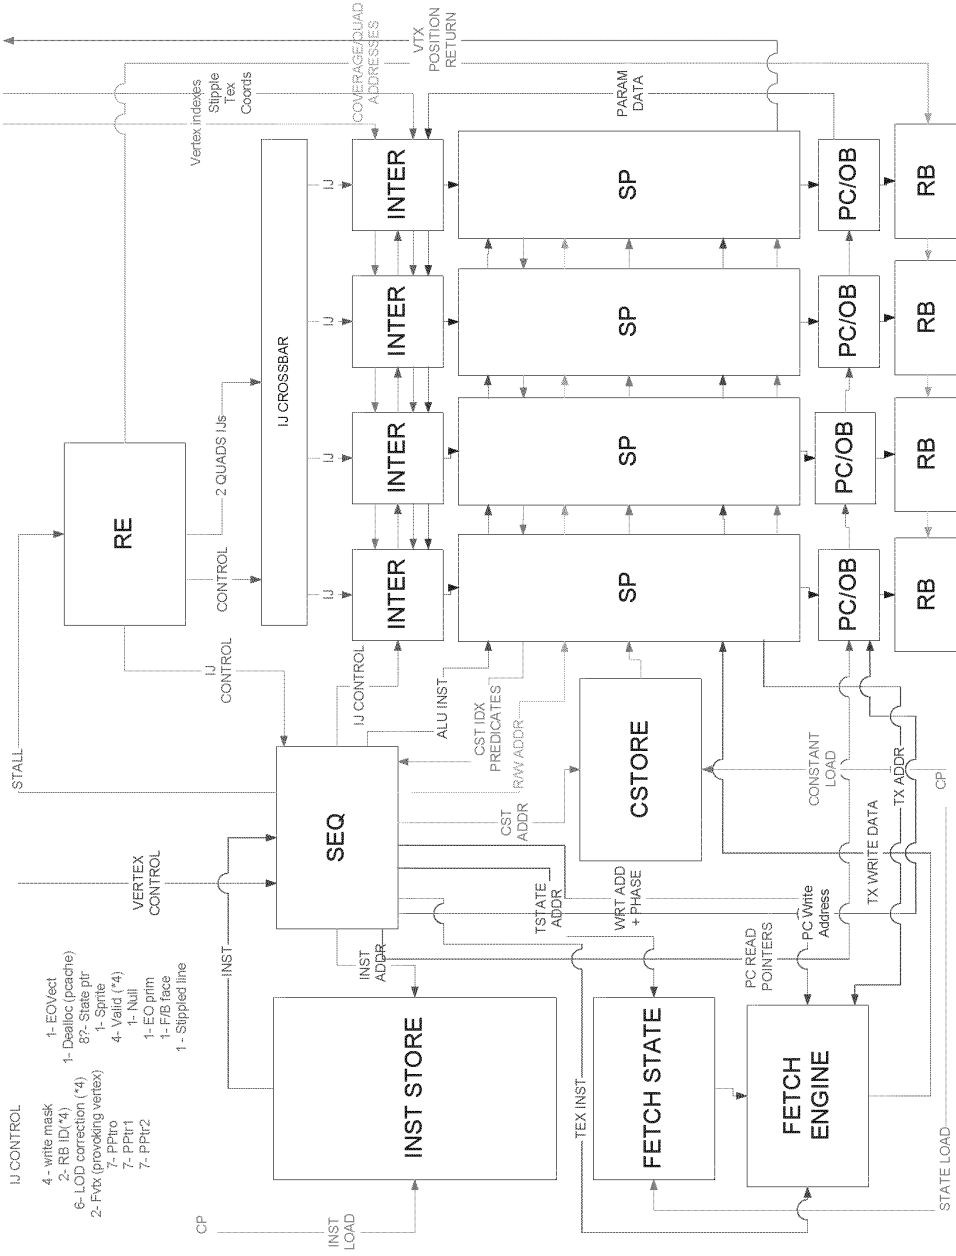 IJ CONTROL
4 - write mask
2- RB ID(*4)
6- LOD correction (*4)
2- Fvtx (provoking vertex)
7- PPtro
7- PPtr1
7- PPtr2
1- EOVect
1- Dealloc (pcache)
8?- State ptr
1- Sprite
4- Valid (*4)
1- Null
1- EO prim
1- F/B face
1 - Stippled line
VERTEX
CONTROL
STALL
INST
RE
IJ
CONTROL
CONTROL
2 QUADS IJs
IJ CROSSBAR
Vertex indexes
Stipple
Tex
Coords
COVERAGE/QUAD
ADDRESSES
VTX
POSITION
RETURN
IJ
IJ
IJ
IJ
INTER
INTER
INTER
INTER
SEQ
IJ CONTROL
ALU INST
CST IDX
PREDICATES
R/W ADDR
CST
ADDR
SP
SP
SP
SP
PARAM
DATA
CP
INST
LOAD
INST STORE
INST
ADDR
TSTATE
ADDR
WRT ADD
+ PHASE
CSTORE
CONSTANT
LOAD
TEX INST
FETCH STATE
PC READ
POINTERS
PC Write
Address
FETCH
ENGINE
TX WRITE DATA
TX ADDR
PC/OB
PC/OB
PC/OB
PC/OB
RB
RB
RB
RB
STATE LOAD
CP